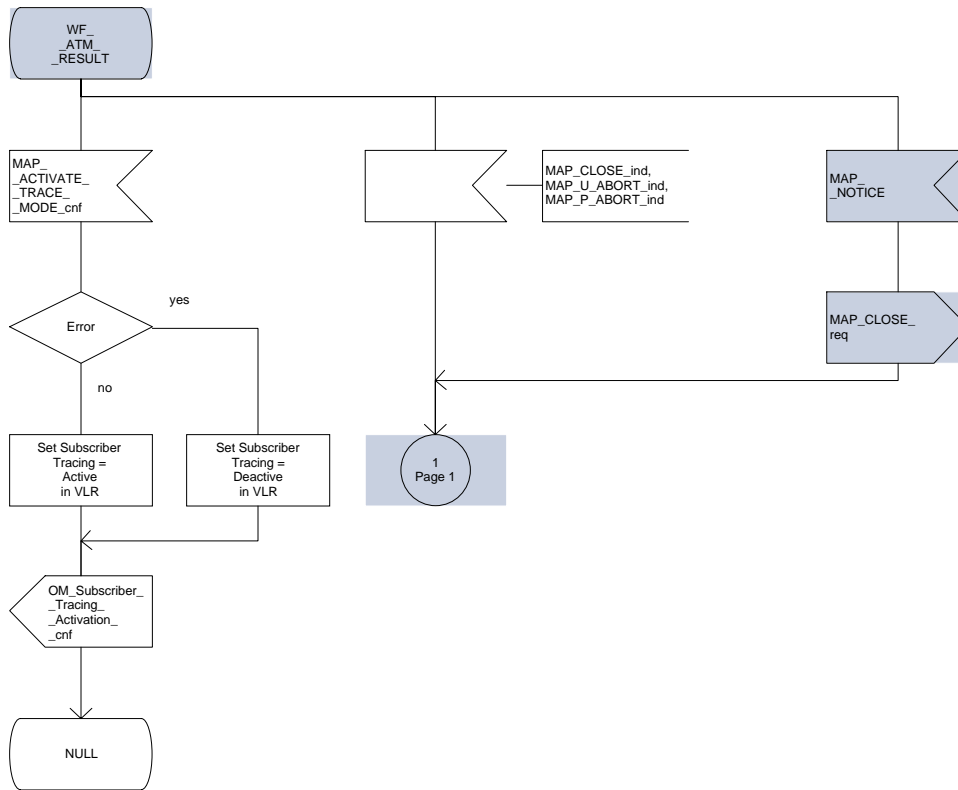 WF_
_ATM_
_RESULT
MAP_
_ACTIVATE_
_TRACE_
_MODE_cnf
MAP_CLOSE_ind,
MAP_U_ABORT_ind,
MAP_P_ABORT_ind
MAP_
_NOTICE
MAP_CLOSE_
req
yes
Error
no
Set Subscriber
Tracing =
Active
in VLR
Set Subscriber
Tracing =
Deactive
in VLR
1
Page 1
OM_Subscriber_
_Tracing_
_Activation_
_cnf
NULL